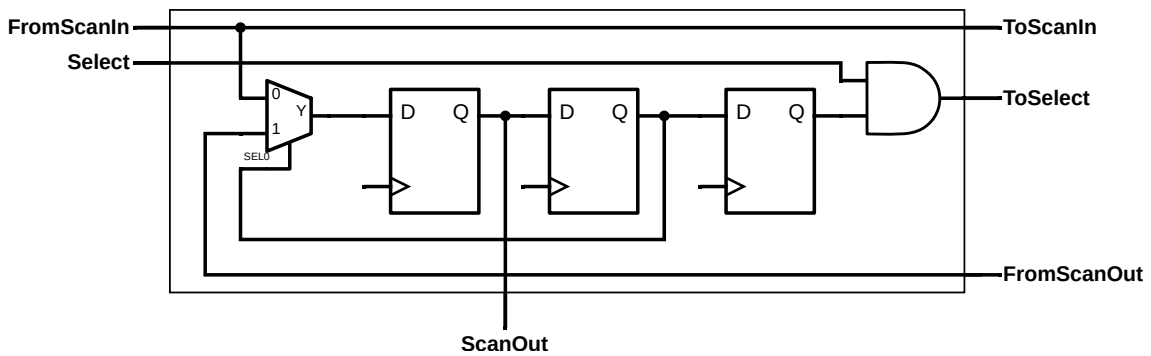 FromScanIn
ToScanIn
Select
0
Y
1
SEL0
D Q
D Q
D Q
ToSelect
FromScanOut
ScanOut